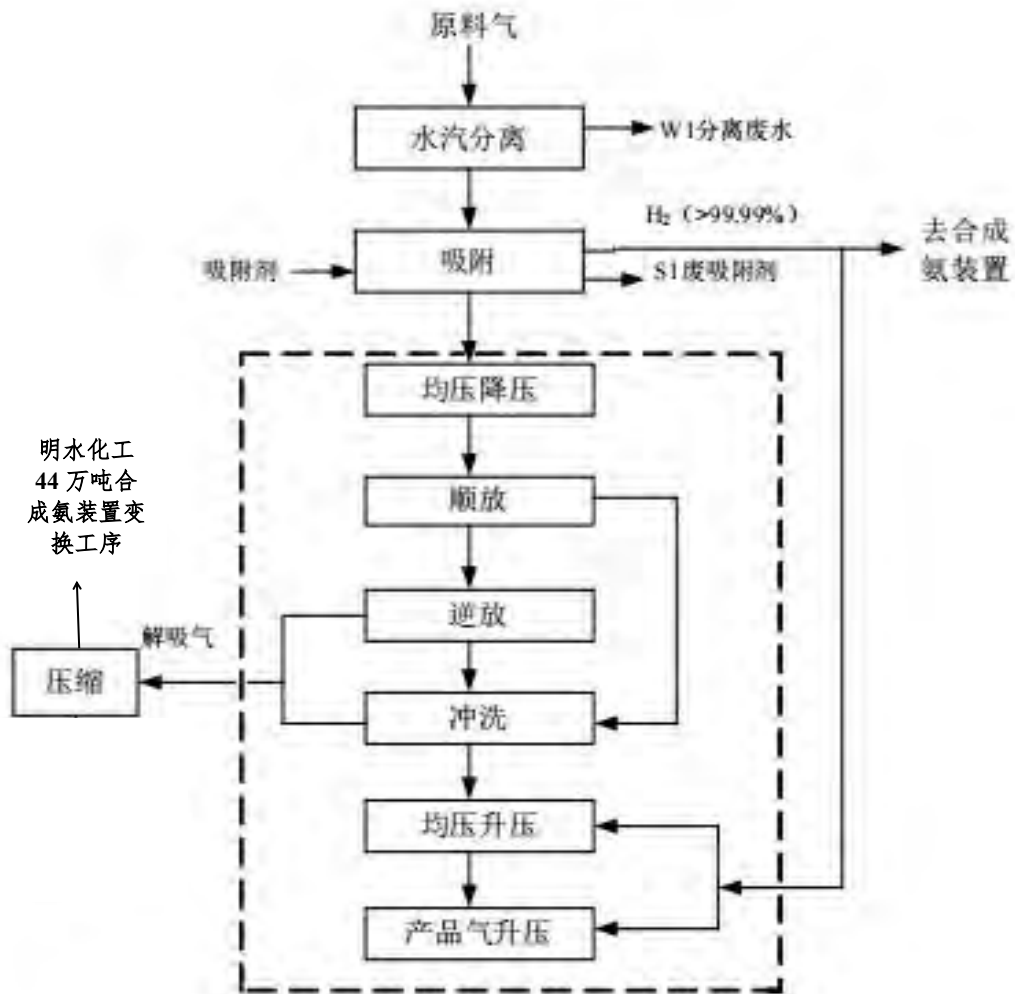 原料气
水汽分离
W1分离废水
H₂（>99.99%）
去合成
氨装置
吸附剂
吸附
S1废吸附剂
均压降压
明水化工
44 万吨合
成氨装置变
换工序
顺放
逆放
解吸气
压缩
冲洗
均压升压
产品气升压